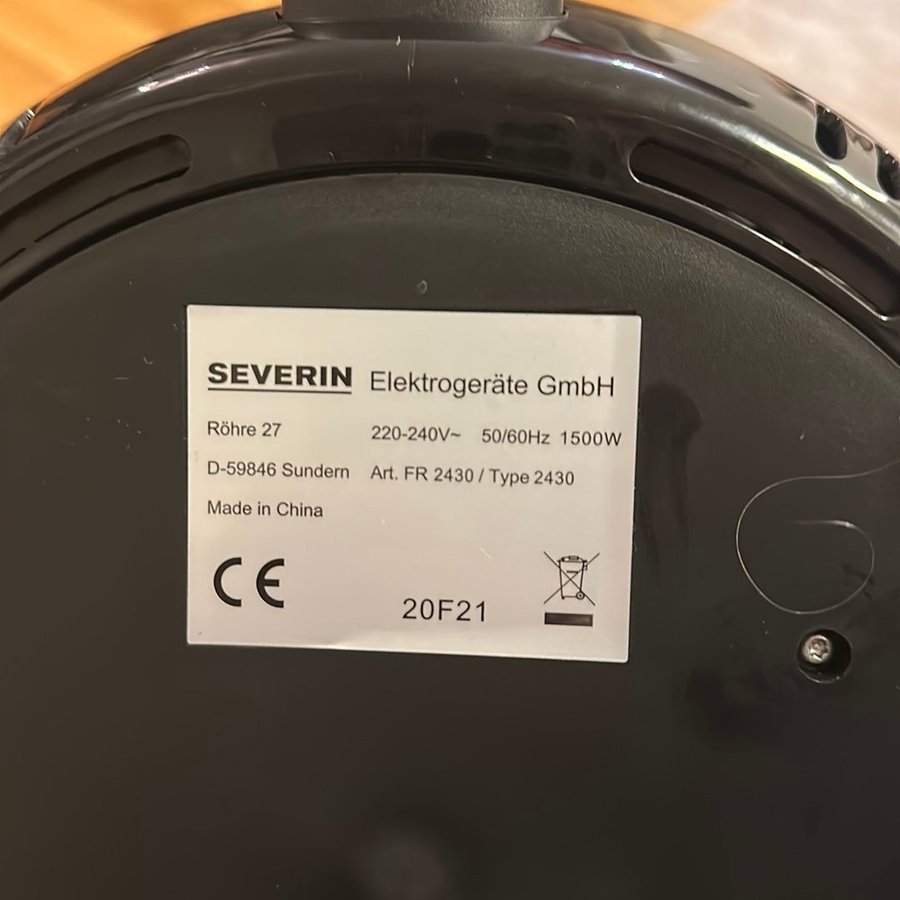 SEVERIN Elektrogeräte GmbH
Röhre 27 220-240V~ 50/60Hz 1500W
D-59846 Sundern Art. FR 2430 / Type 2430
Made in China
CE 20F21